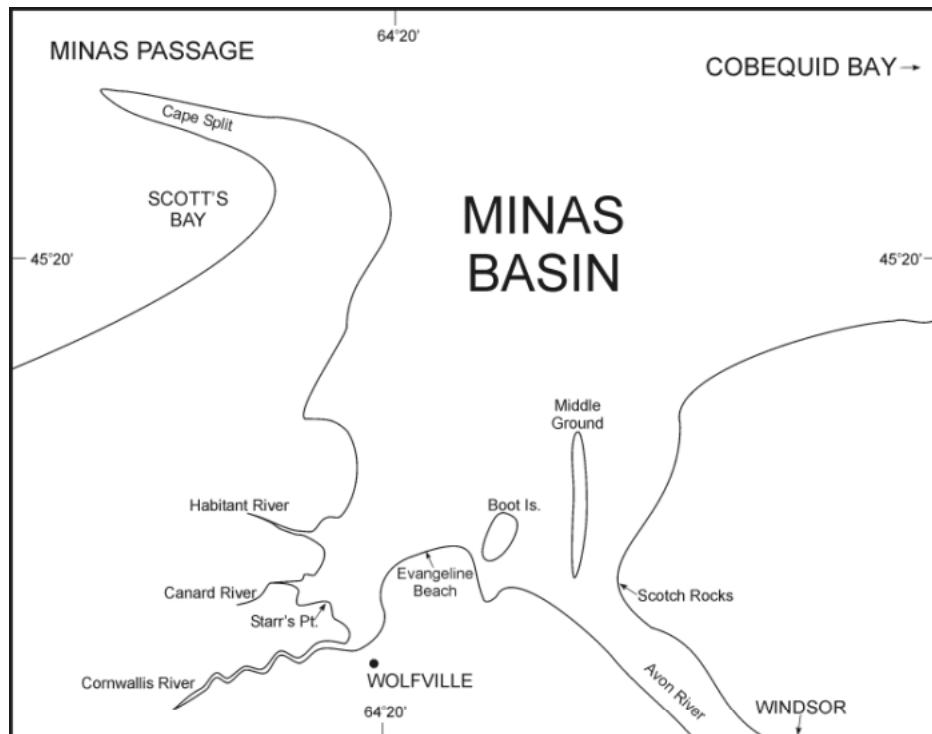 64°20'
MINAS PASSAGE
COBEQUID BAY
Cape Split
SCOTT'S
BAY
MINAS
BASIN
45°20'
45°20'
Middle
Ground
Habitant River
Boot Is.
Evangeline
Beach
Canard River
Scotch Rocks
Starr's Pt.
Cornwallis River
WOLFVILLE
Avon River
WINDSOR
64°20'